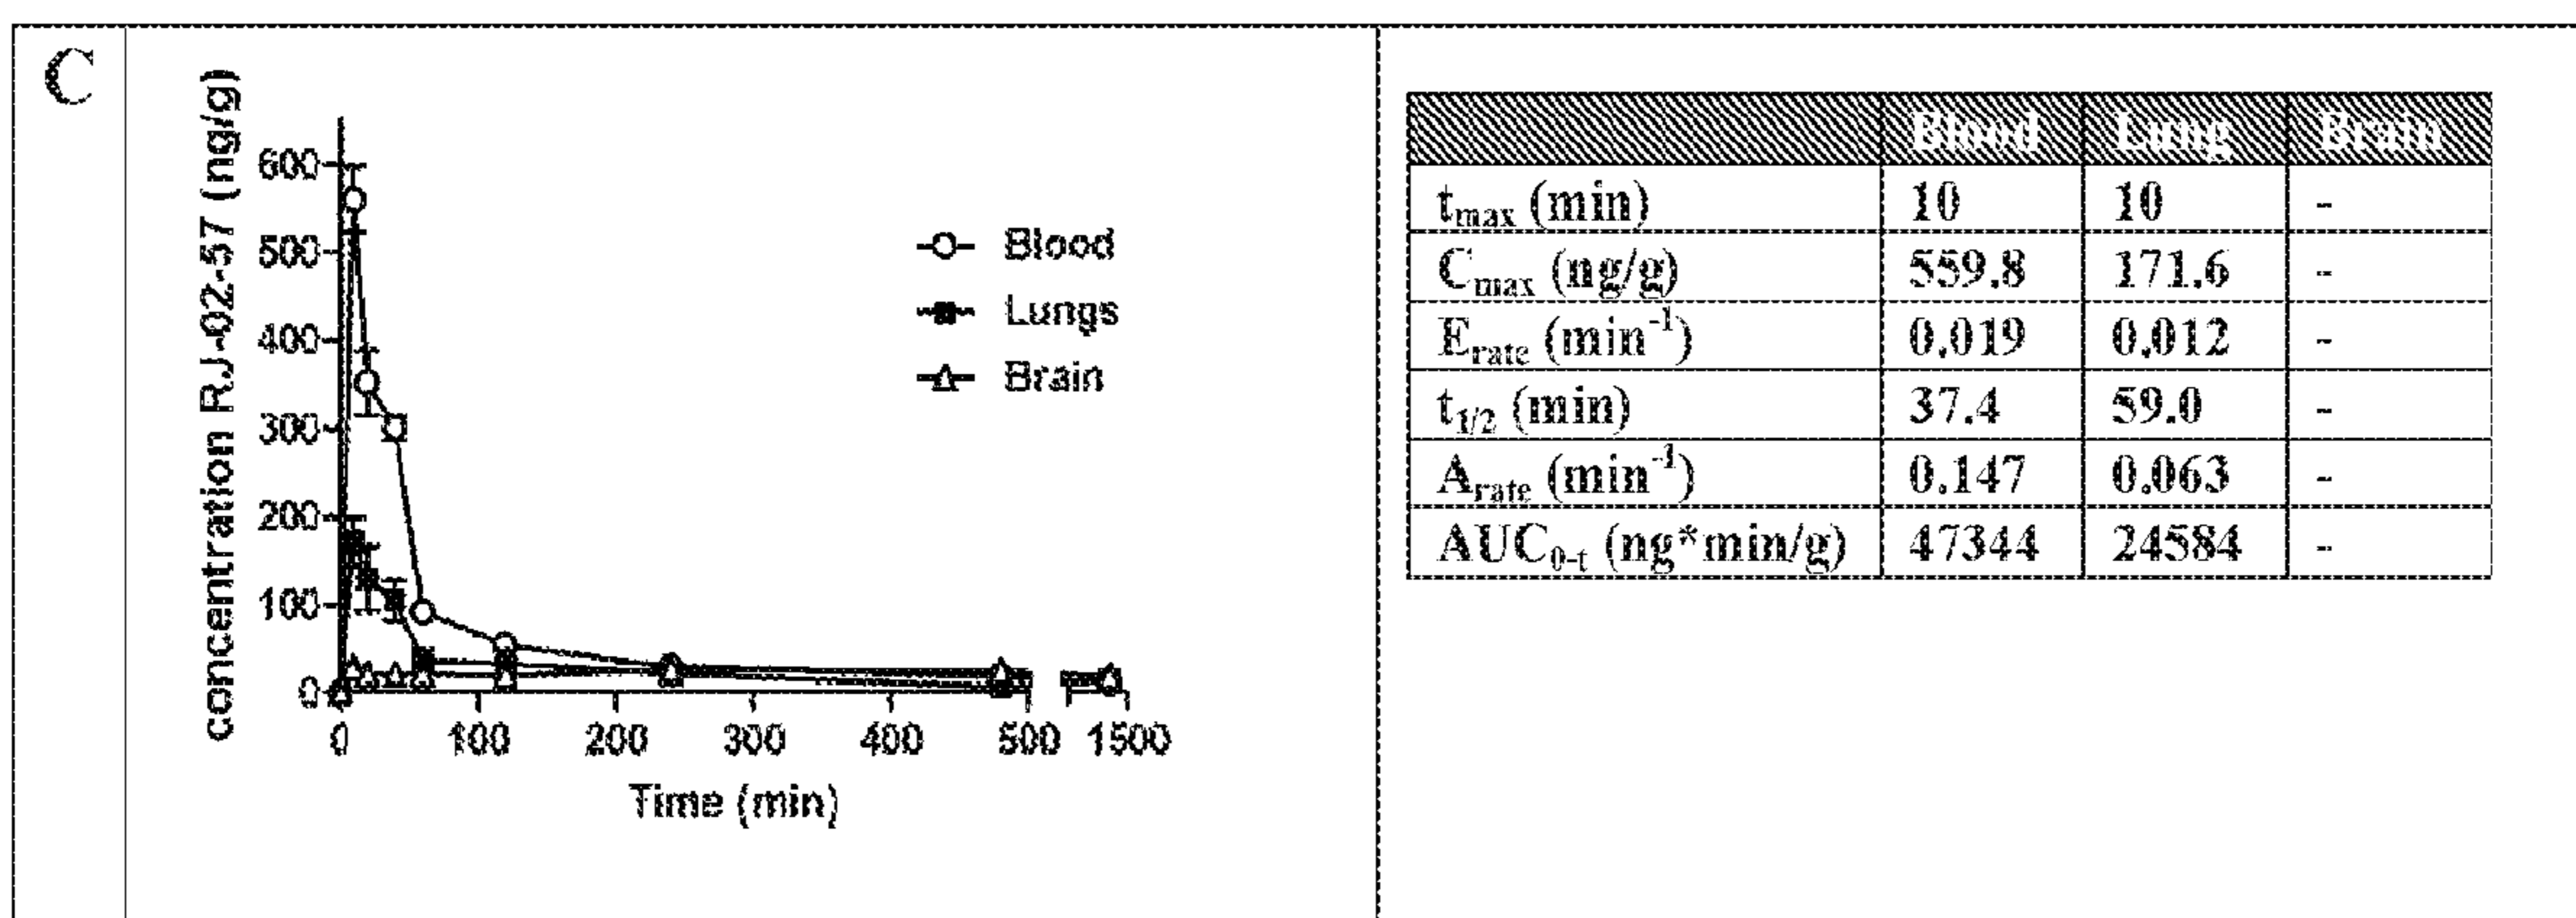 C
concentration RJ-02-57 (ng/g)
600
500
400
300
200
100
0
0 100 200 300 400 500 1500
Time (min)
Blood
Lungs
Brain
Blood Lung Brain
tmax (min) 10 10 -
Cmax (ng/g) 559.8 171.6 -
Erate (min-1) 0.019 0.012 -
t1/2 (min) 37.4 59.0 -
Arate (min-1) 0.147 0.063 -
AUC0-t (ng*min/g) 47344 24584 -